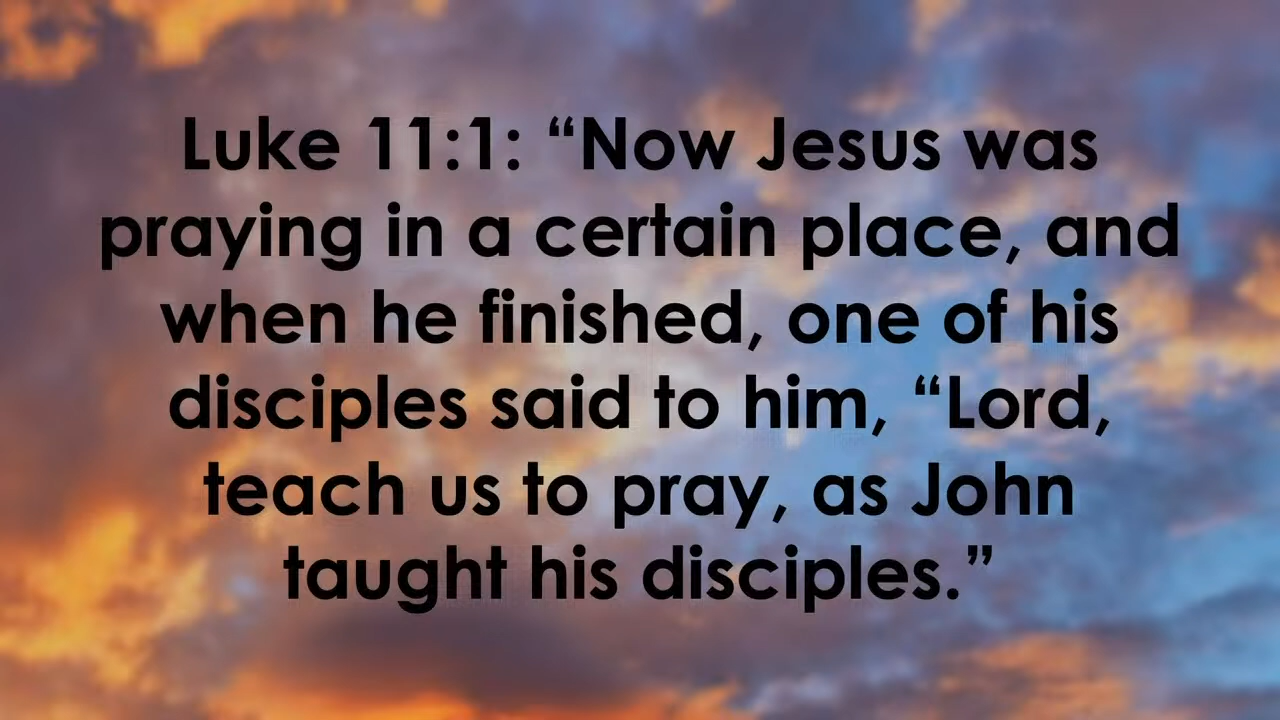 Luke 11:1: “Now Jesus was
praying in a certain place, and
when he finished, one of his
disciples said to him, “Lord,
teach us to pray, as John
taught his disciples.”